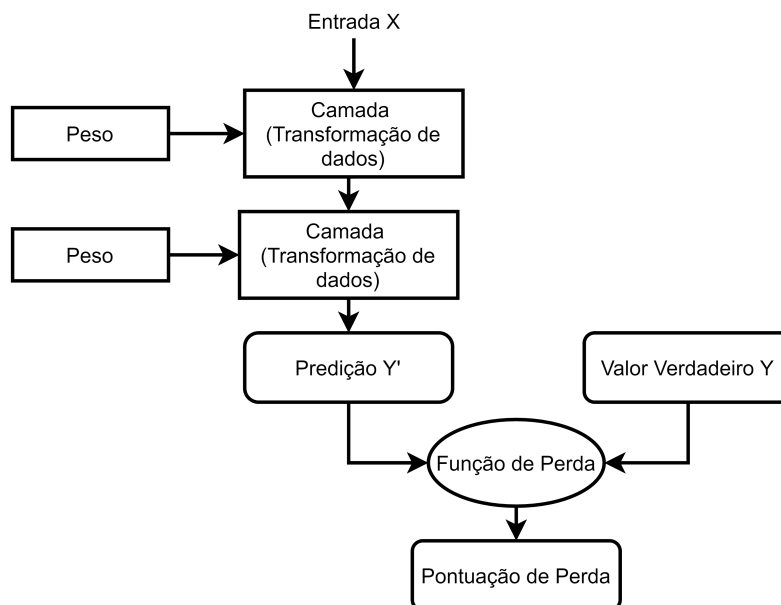 Entrada X
Peso
Camada
(Transformação de
dados)
Peso
Camada
(Transformação de
dados)
Predição Y'
Valor Verdadeiro Y
Função de Perda
Pontuação de Perda